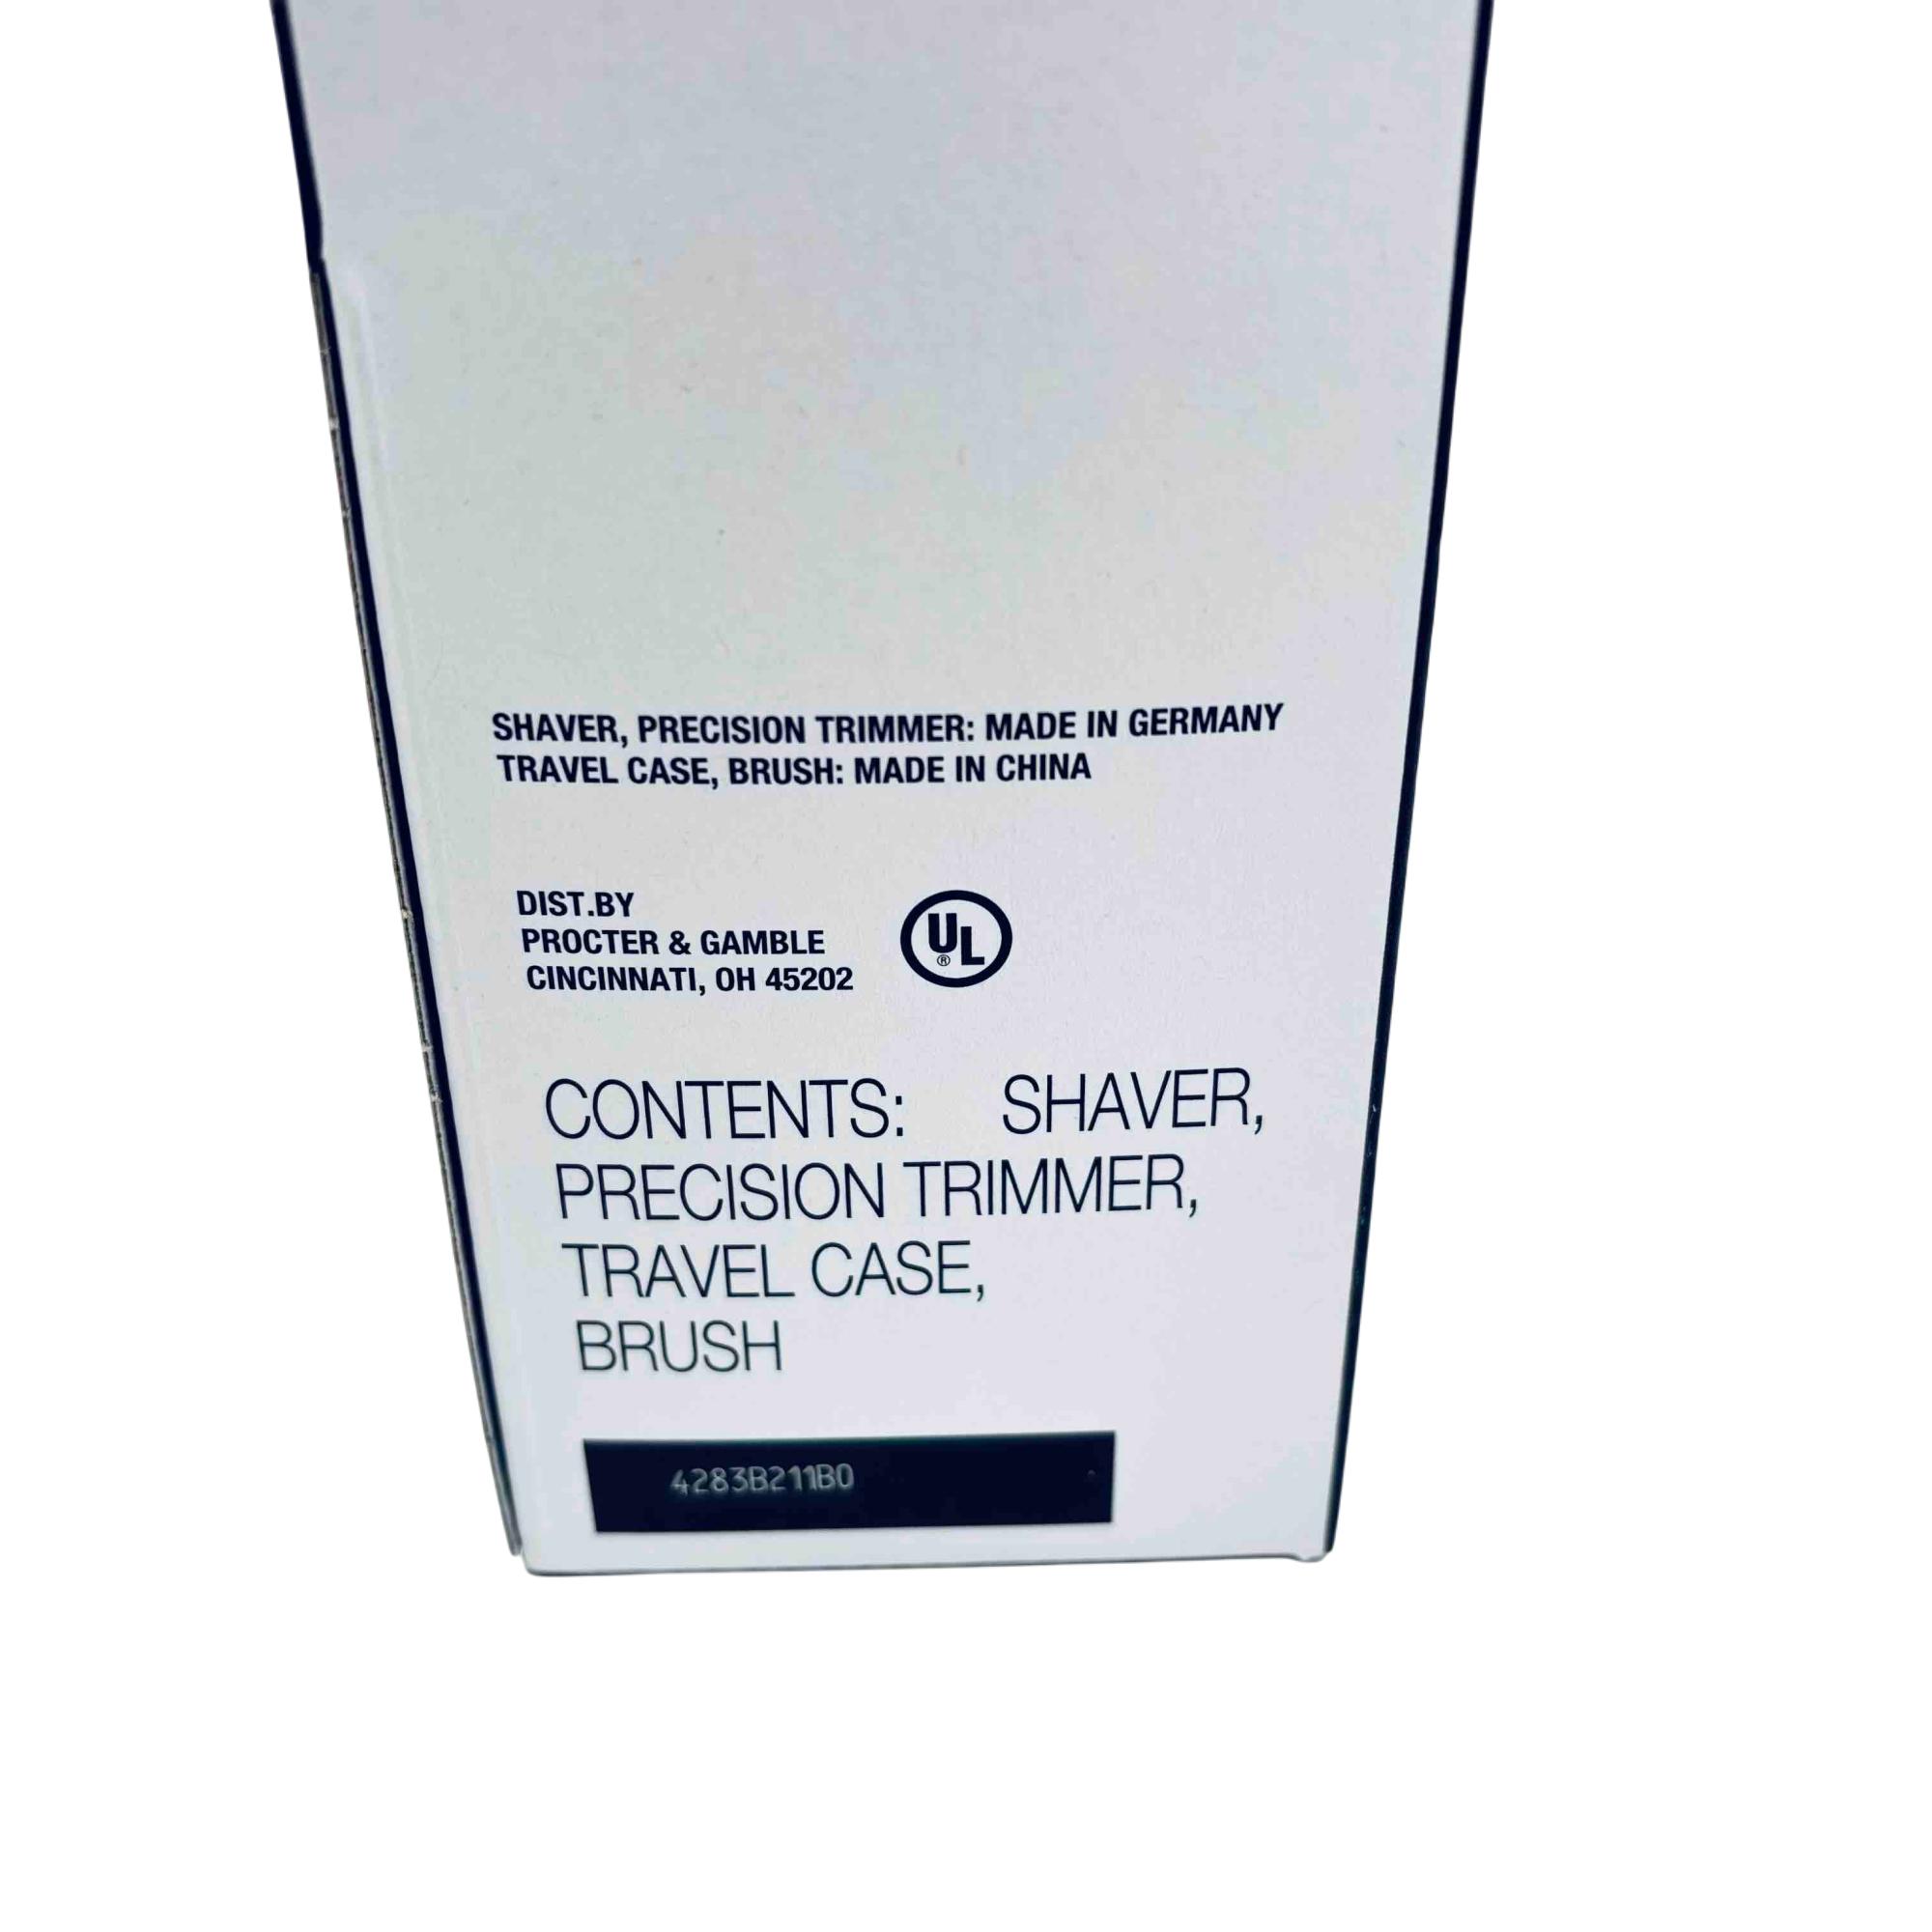 SHAVER, PRECISION TRIMMER: MADE IN GERMANY
TRAVEL CASE, BRUSH: MADE IN CHINA
DIST.BY
PROCTER & GAMBLE
CINCINNATI, OH 45202
UL
®
CONTENTS: SHAVER,
PRECISION TRIMMER,
TRAVEL CASE,
BRUSH
4283B211B0